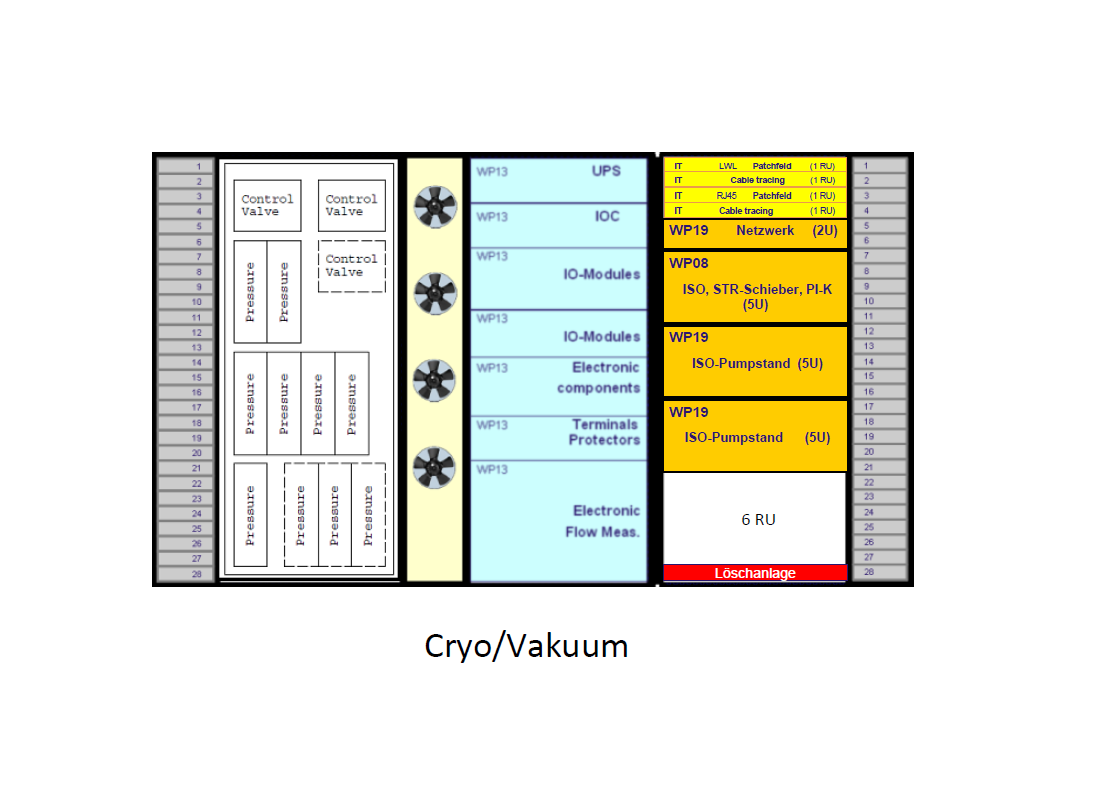 1
2
3
4
5
6
7
8
9
10
11
12
13
14
15
16
17
18
19
20
21
22
23
24
25
26
27
28
Control Valve
Control Valve
Control Valve
Pressure
Pressure
Pressure
Pressure
Pressure
Pressure
Pressure
Pressure
Pressure
Pressure
WP13 UPS
WP13 IOC
WP13
IO-Modules
WP13
IO-Modules
WP13 Electronic
components
WP13 Terminals
Protectors
WP13
Electronic
Flow Meas.
IT LWL Patchfeld (1 RU)
IT Cable tracing (1 RU)
IT RJ45 Patchfeld (1 RU)
IT Cable tracing (1 RU)
WP19 Netzwerk (2U)
WP08
ISO, STR-Schieber, PI-K
(5U)
WP19
ISO-Pumpstand (5U)
WP19
ISO-Pumpstand (5U)
6 RU
Löschanlage
1
2
3
4
5
6
7
8
9
10
11
12
13
14
15
16
17
18
19
20
21
22
23
24
25
26
27
28
Cryo/Vakuum